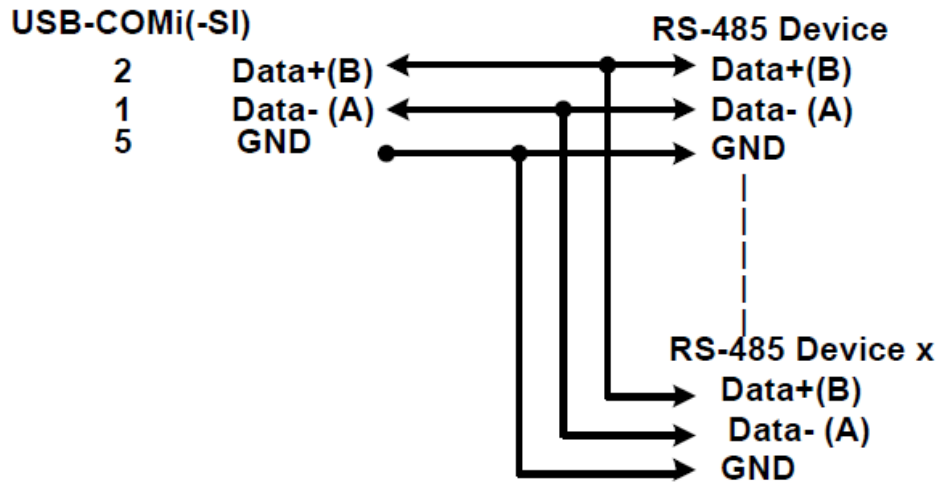 USB-COMi(-SI)
RS-485 Device
2 Data+(B) Data+(B)
1 Data- (A) Data- (A)
5 GND GND
RS-485 Device x
Data+(B)
Data- (A)
GND